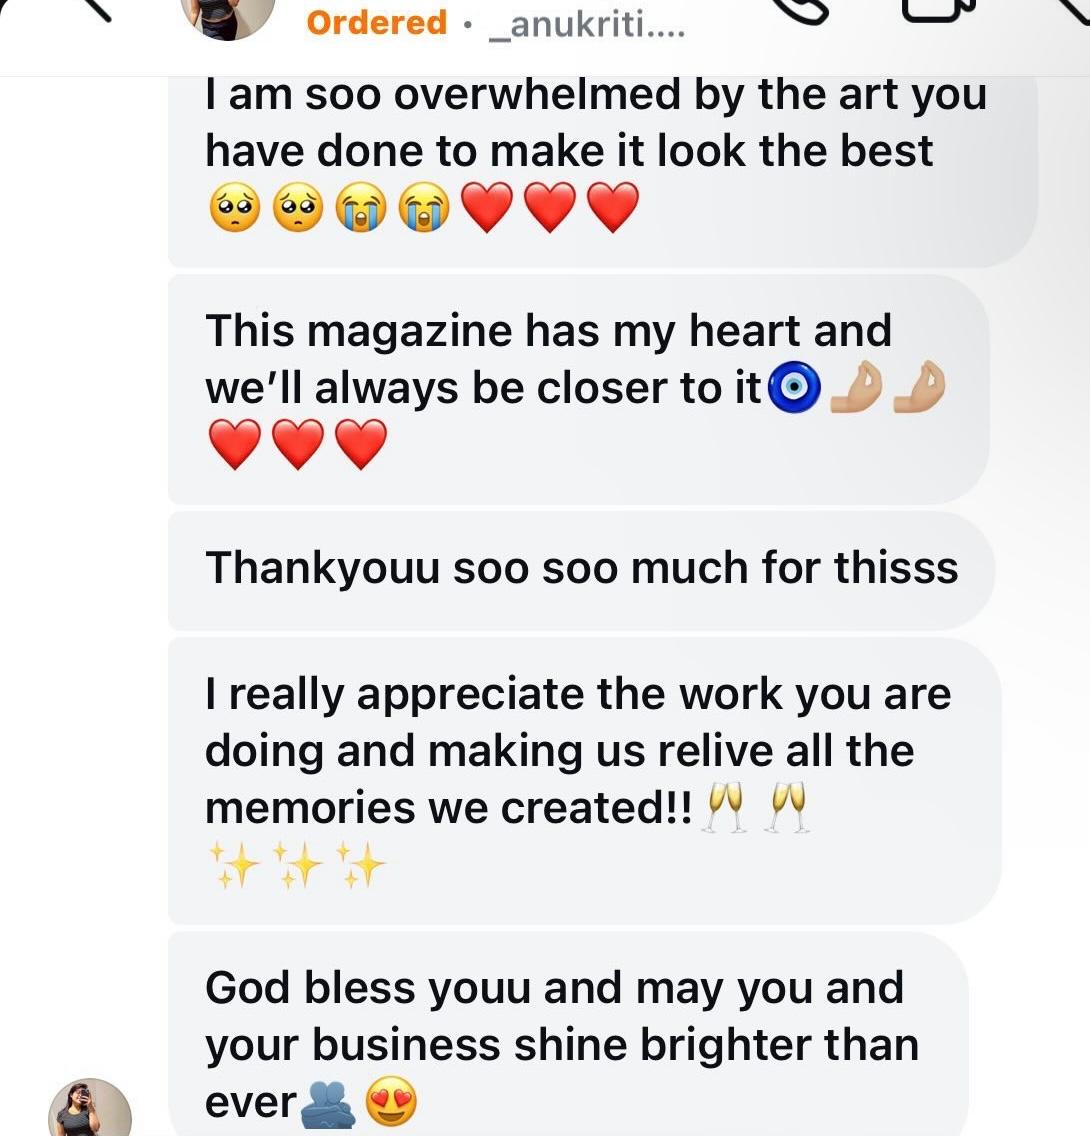 Ordered · _anukriti....
I am soo overwhelmed by the art you
have done to make it look the best
🥺🥺😭😭❤️❤️❤️
This magazine has my heart and
we’ll always be closer to it🧿🤌🏼🤌🏼
❤️❤️❤️
Thankyouu soo soo much for thisss
I really appreciate the work you are
doing and making us relive all the
memories we created!!🥂🥂
✨✨✨
God bless youu and may you and
your business shine brighter than
ever🫂😍